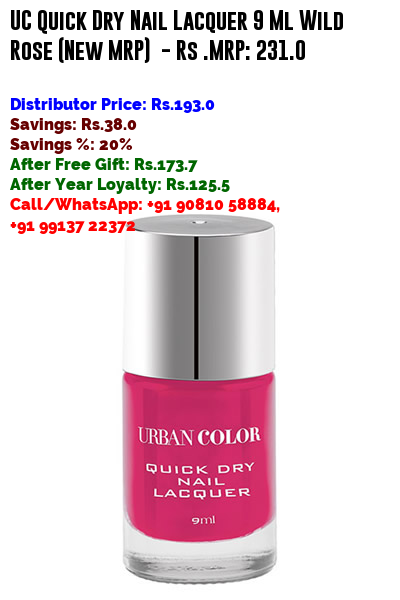 UC Quick Dry Nail Lacquer 9 Ml Wild
Rose (New MRP) - Rs .MRP: 231.0
Distributor Price: Rs.193.0
Savings: Rs.38.0
Savings %: 20%
After Free Gift: Rs.173.7
After Year Loyalty: Rs.125.5
Call/WhatsApp: +91 90810 58884,
+91 99137 22372
URBAN COLOR
QUICK DRY
NAIL
LACQUER
9ml